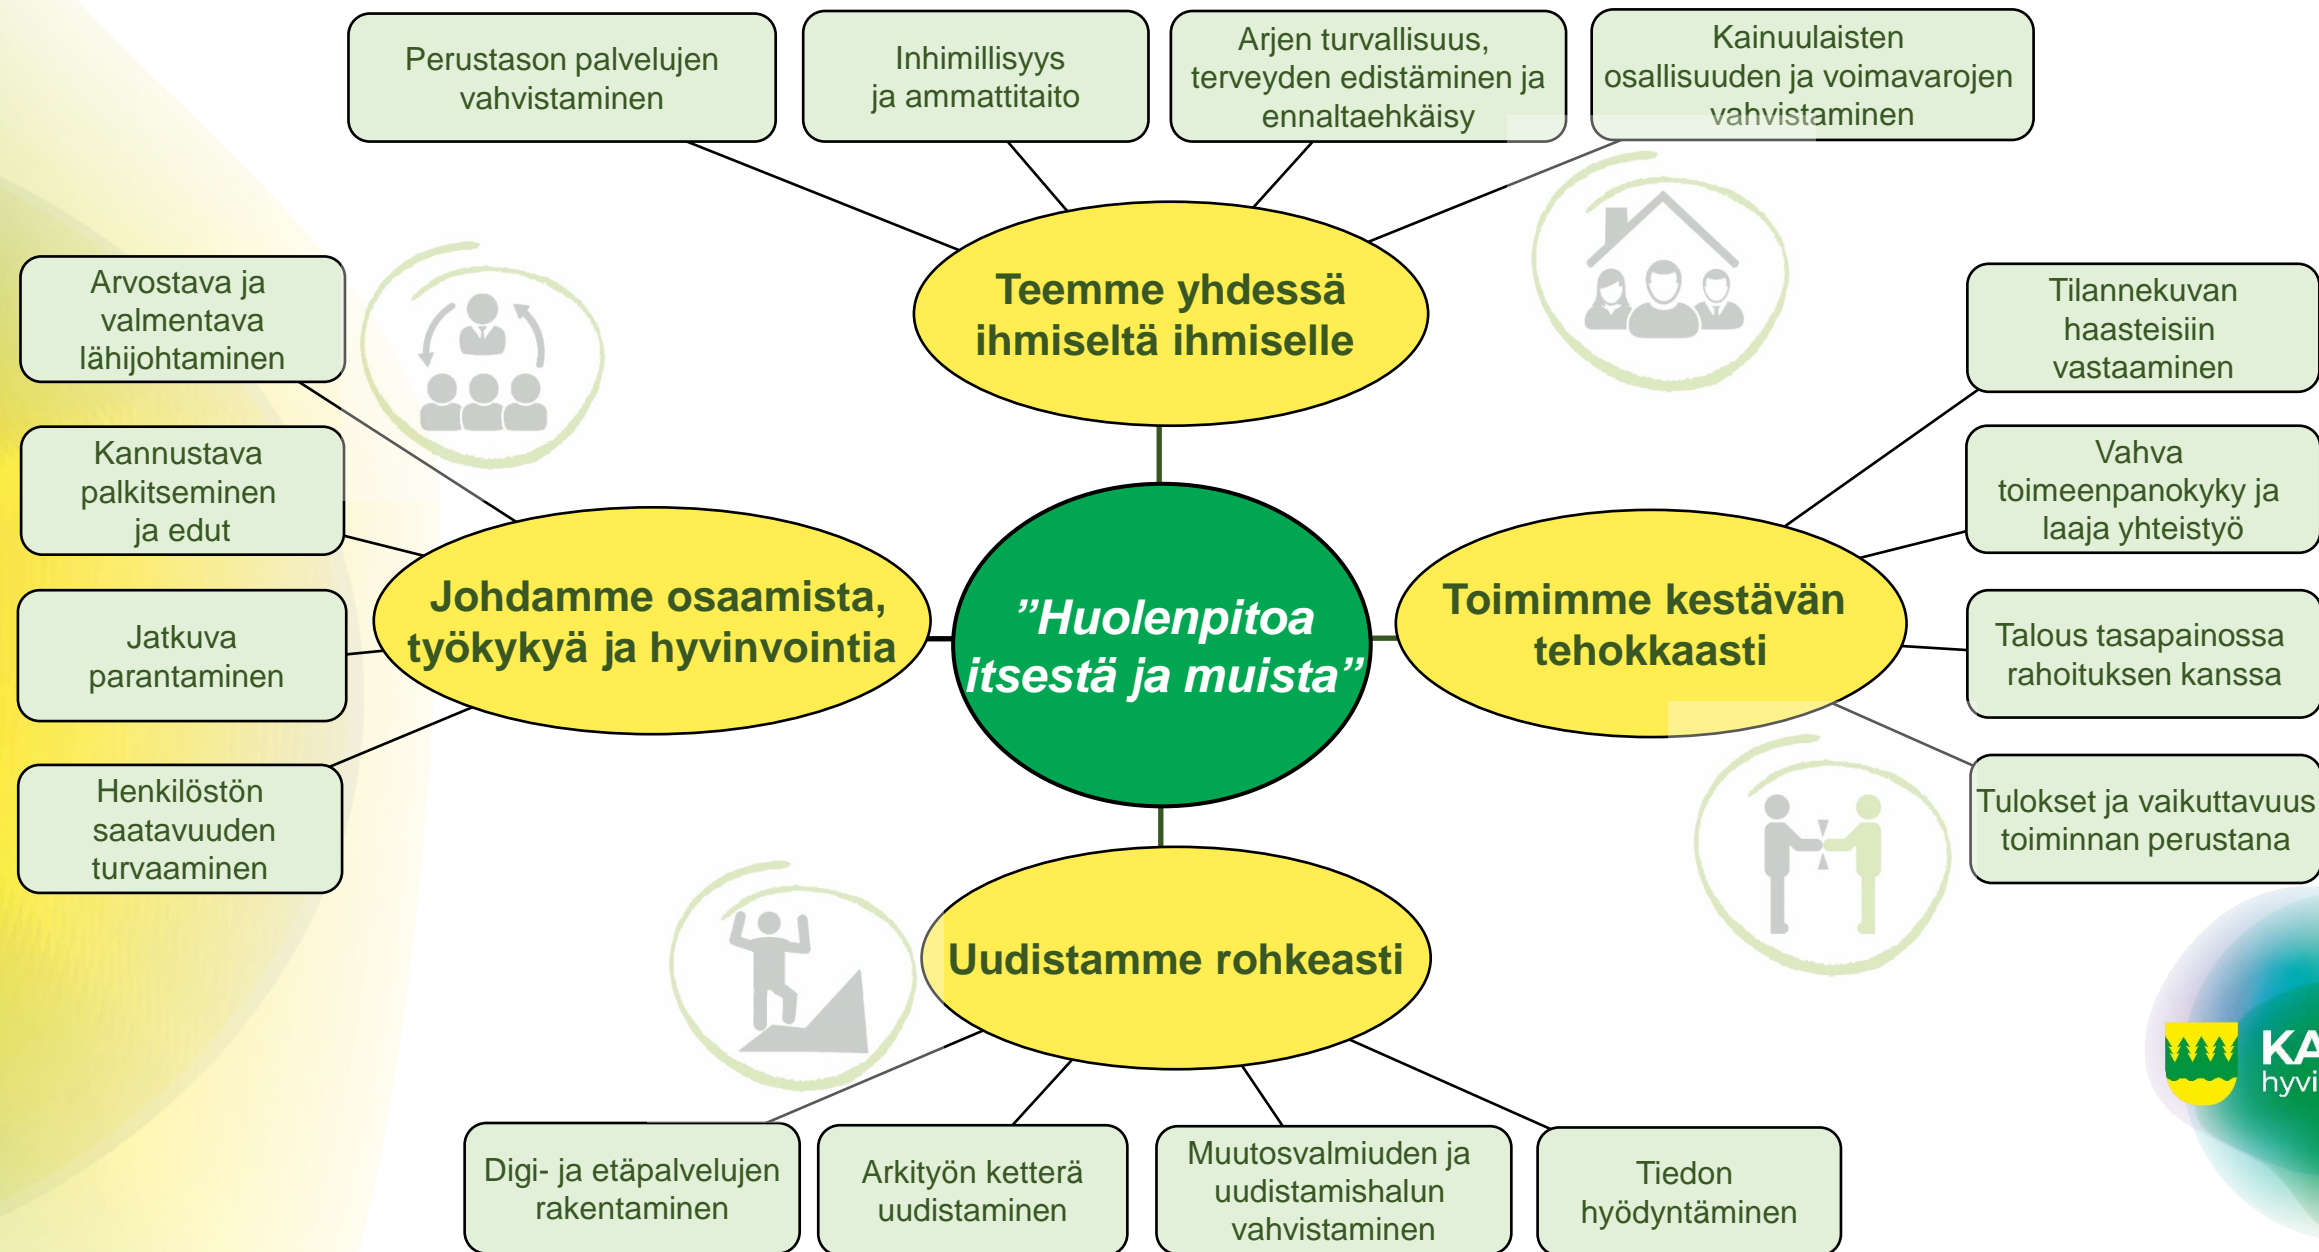 Perustason palvelujen
vahvistaminen
Inhimillisyys
ja ammattitaito
Arjen turvallisuus,
terveyden edistäminen ja
ennaltaehkäisy
Kainuulaisten
osallisuuden ja voimavarojen
vahvistaminen
Teemme yhdessä
ihmiseltä ihmiselle
Arvostava ja
valmentava
lähijohtaminen
Kannustava
palkitseminen
ja edut
Jatkuva
parantaminen
Henkilöstön
saatavuuden
turvaaminen
Johdamme osaamista,
työkykyä ja hyvinvointia
”Huolenpitoa
itsestä ja muista”
Toimimme kestävän
tehokkaasti
Tilannekuvan
haasteisiin
vastaaminen
Vahva
toimeenpanokyky ja
laaja yhteistyö
Talous tasapainossa
rahoituksen kanssa
Tulokset ja vaikuttavuus
toiminnan perustana
Uudistamme rohkeasti
Digi- ja etäpalvelujen
rakentaminen
Arkityön ketterä
uudistaminen
Muutosvalmiuden ja
uudistamishalun
vahvistaminen
Tiedon
hyödyntäminen